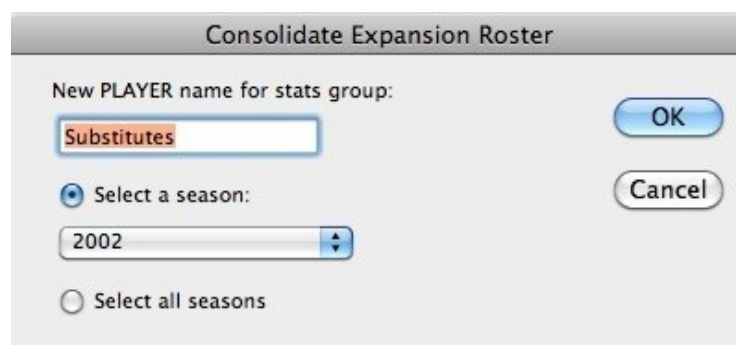 Consolidate Expansion Roster
New PLAYER name for stats group:
Substitutes
OK
Select a season:
Cancel
2002
Select all seasons